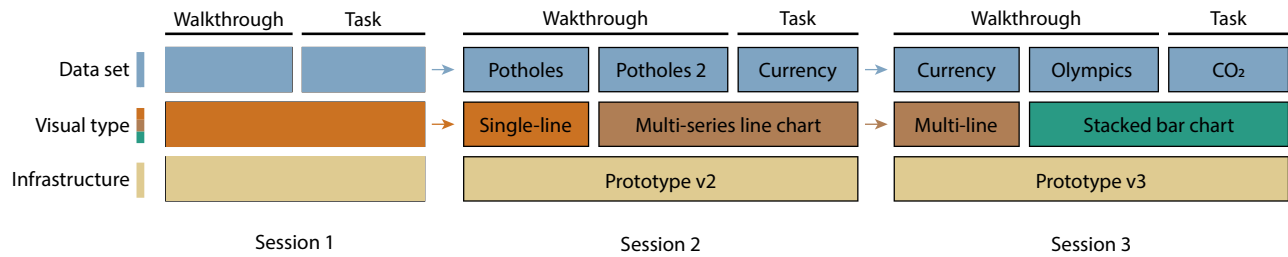 Walkthrough Task Wakthrough Task Walkthrough Task
Data set Potholes Potholes 2 Currency Currency Olympics CO₂
Visual type Single-line Multi-series line chart Multi-line Stacked bar chart
Infrastructure Prototype v2 Prototype v3
Session 1 Session 2 Session 3